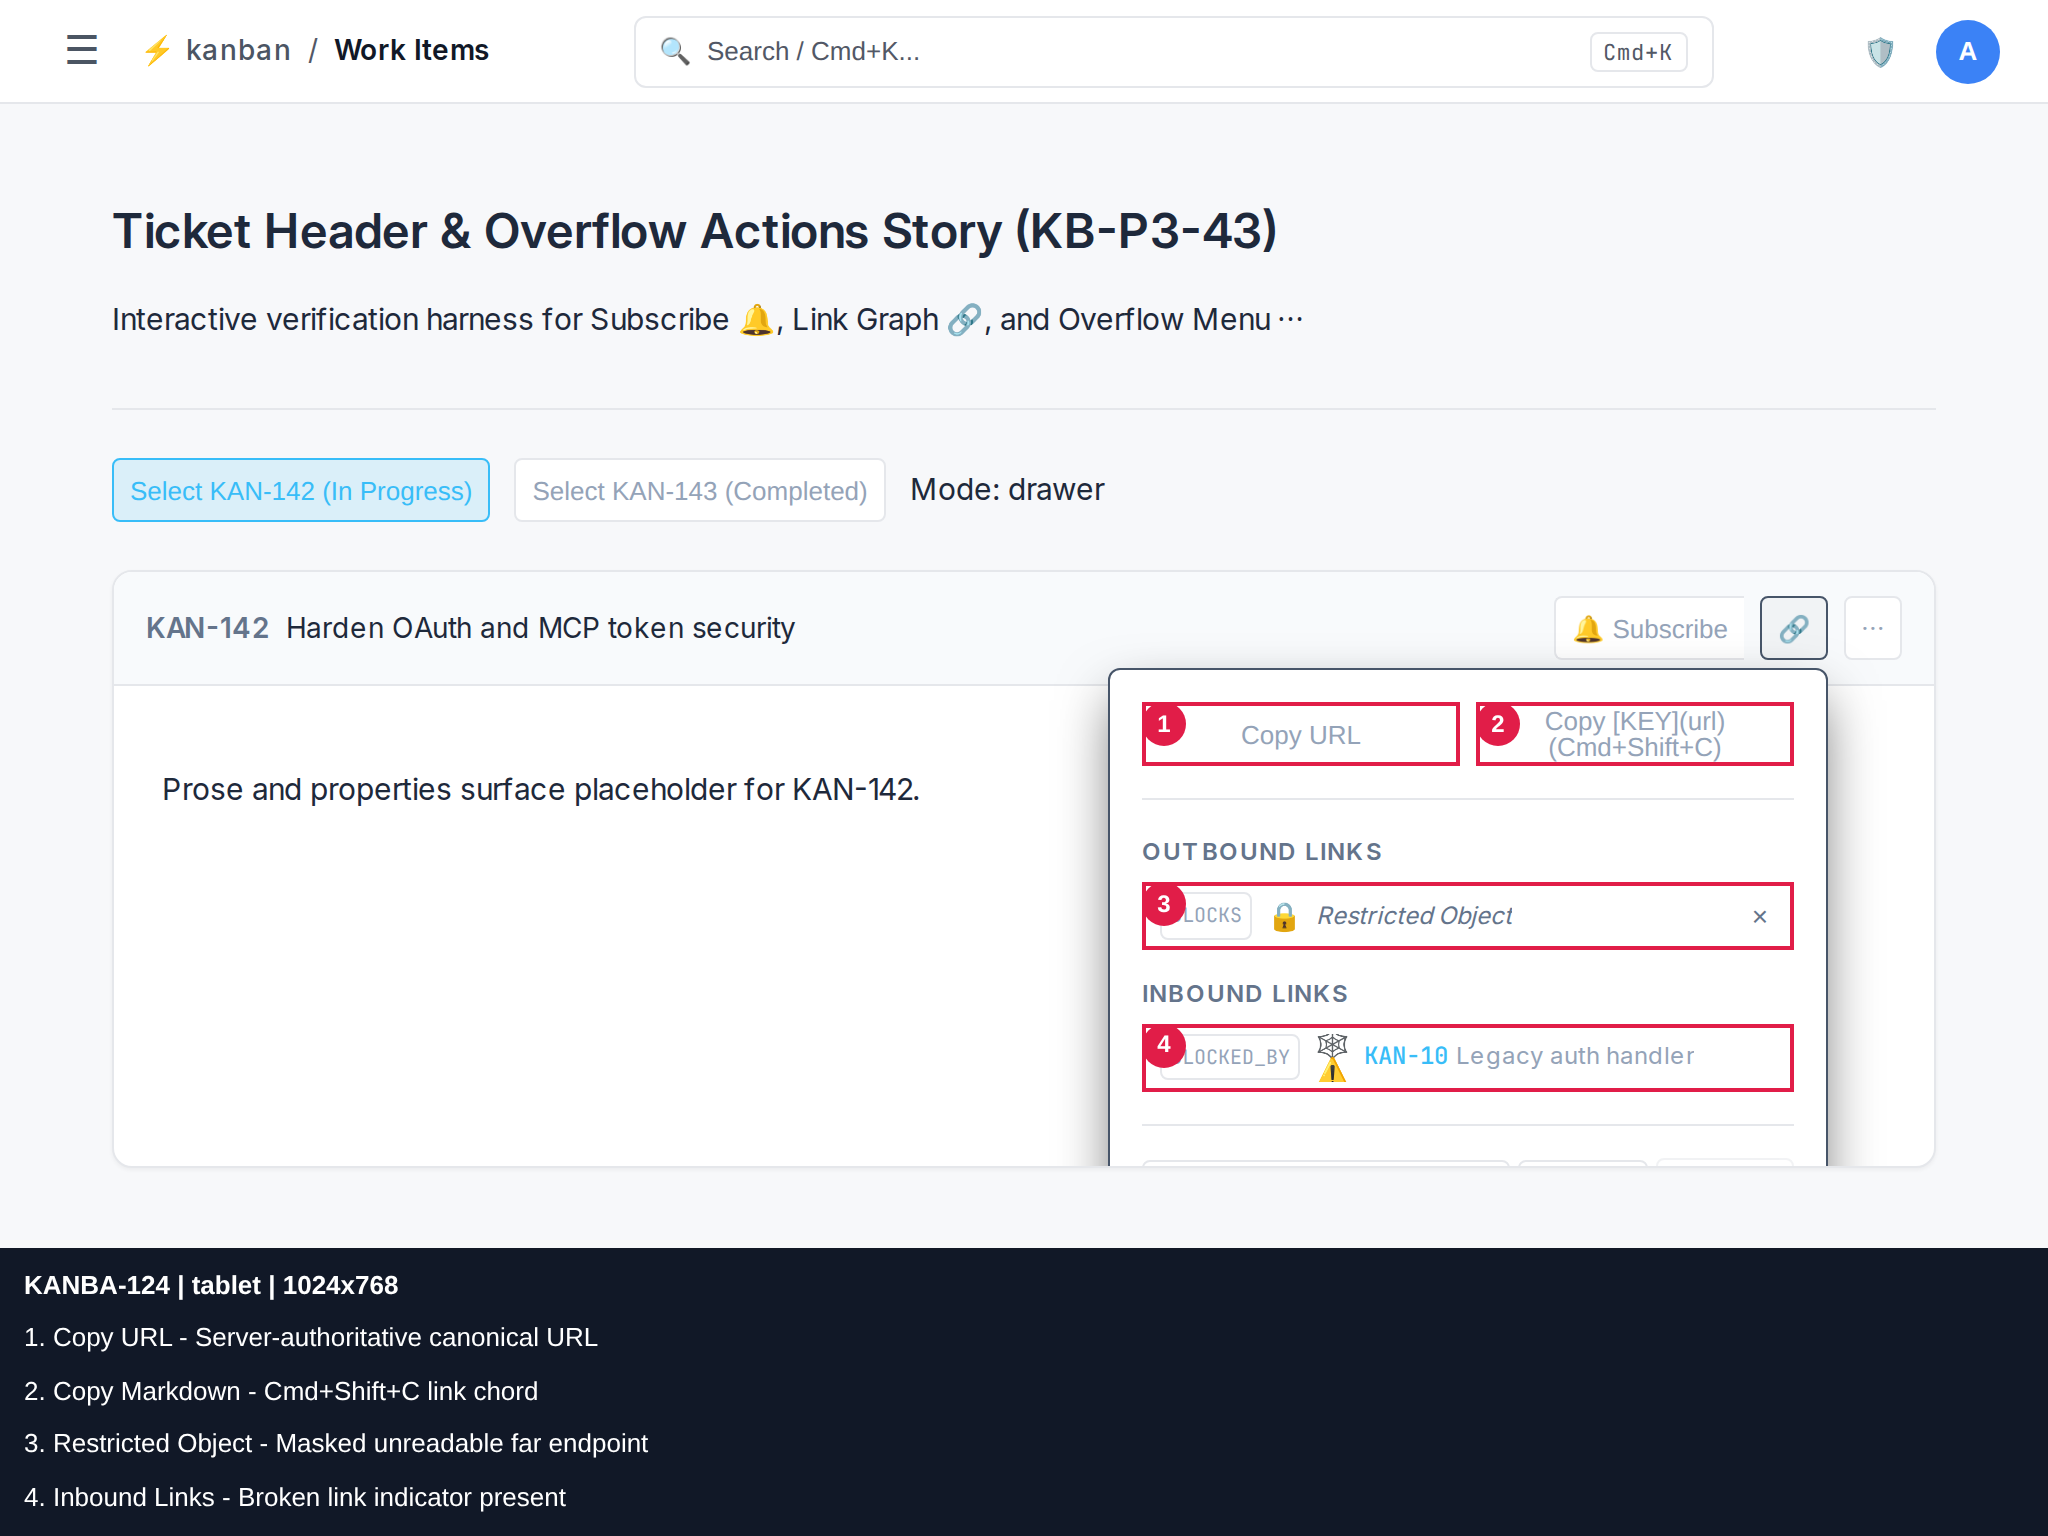 kanban / Work Items
Search / Cmd+K...
Cmd+K
A
Ticket Header & Overflow Actions Story (KB-P3-43)
Interactive verification harness for Subscribe 🔔, Link Graph 🔗, and Overflow Menu ···
Select KAN-142 (In Progress)
Select KAN-143 (Completed)
Mode: drawer
KAN-142 Harden OAuth and MCP token security
🔔 Subscribe
···
1
Copy URL
2
Copy [KEY](url)
(Cmd+Shift+C)
Prose and properties surface placeholder for KAN-142.
OUTBOUND LINKS
3
LOCKS 🔒 Restricted Object ×
INBOUND LINKS
4
LOCKED_BY 🕸⚠ KAN-10 Legacy auth handler
KANBA-124 | tablet | 1024x768
1. Copy URL - Server-authoritative canonical URL
2. Copy Markdown - Cmd+Shift+C link chord
3. Restricted Object - Masked unreadable far endpoint
4. Inbound Links - Broken link indicator present